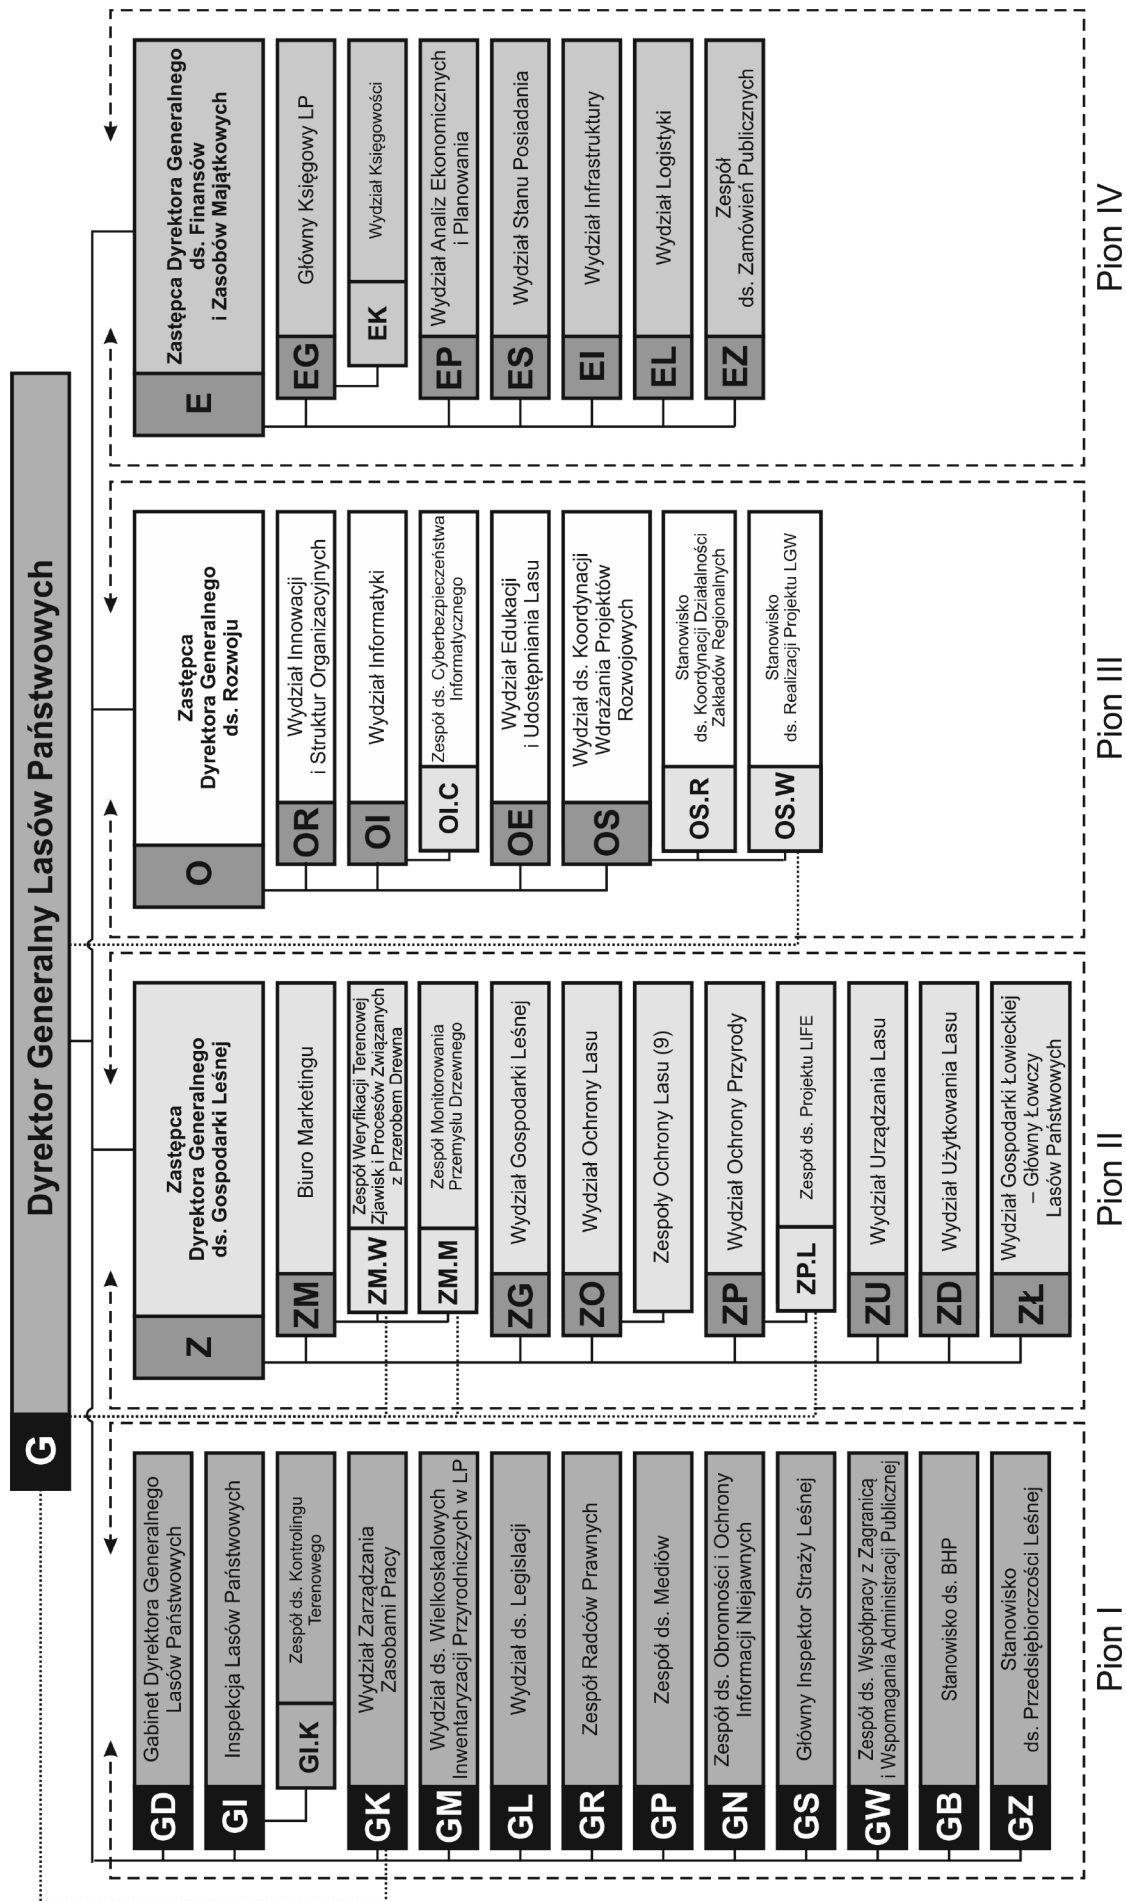 G
Dyrektor Generalny Lasów Państwowych
GD
Gabinet Dyrektora Generalnego
Lasów Państwowych
GI
Inspekcja Lasów Państwowych
GI.K
Zespół ds. Kontrolingu
Terenowego
GK
Wydział Zarządzania
Zasobami Pracy
GM
Wydział ds. Wielkoskalowych
Inwentaryzacji Przyrodniczych w LP
GL
Wydział ds. Legislacji
GR
Zespół Radców Prawnych
GP
Zespół ds. Mediów
GN
Zespół ds. Obronności i Ochrony
Informacji Niejawnych
GS
Główny Inspektor Straży Leśnej
GW
Zespół ds. Współpracy z Zagranicą
i Wspomagania Administracji Publicznej
GB
Stanowisko ds. BHP
GZ
Stanowisko
ds. Przedsiębiorczości Leśnej
Pion I
Z
Zastępca
Dyrektora Generalnego
ds. Gospodarki Leśnej
ZM
Biuro Marketingu
ZM.W
Zespół Weryfikacji Terenowej
Zjawisk i Procesów Związanych
z Przerobem Drewna
ZM.M
Zespół Monitorowania
Przemysłu Drzewnego
ZG
Wydział Gospodarki Leśnej
ZO
Wydział Ochrony Lasu
Zespoły Ochrony Lasu (9)
ZP
Wydział Ochrony Przyrody
ZP.L
Zespół ds. Projektu LIFE
ZU
Wydział Urządzania Lasu
ZD
Wydział Użytkowania Lasu
ZŁ
Wydział Gospodarki Łowieckiej
– Główny Łowczy
Lasów Państwowych
Pion II
O
Zastępca
Dyrektora Generalnego
ds. Rozwoju
OR
Wydział Innowacji
i Struktur Organizacyjnych
OI
Wydział Informatyki
OI.C
Zespół ds. Cyberbezpieczeństwa
Informatycznego
OE
Wydział Edukacji
i Udostępniania Lasu
OS
Wydział ds. Koordynacji
Wdrażania Projektów
Rozwojowych
OS.R
Stanowisko
ds. Koordynacji Działalności
Zakładów Regionalnych
OS.W
Stanowisko
ds. Realizacji Projektu LGW
Pion III
E
Zastępca Dyrektora Generalnego
ds. Finansów
i Zasobów Majątkowych
EG
Główny Księgowy LP
EK
Wydział Księgowości
EP
Wydział Analiz Ekonomicznych
i Planowania
ES
Wydział Stanu Posiadania
EI
Wydział Infrastruktury
EL
Wydział Logistyki
EZ
Zespół
ds. Zamówień Publicznych
Pion IV